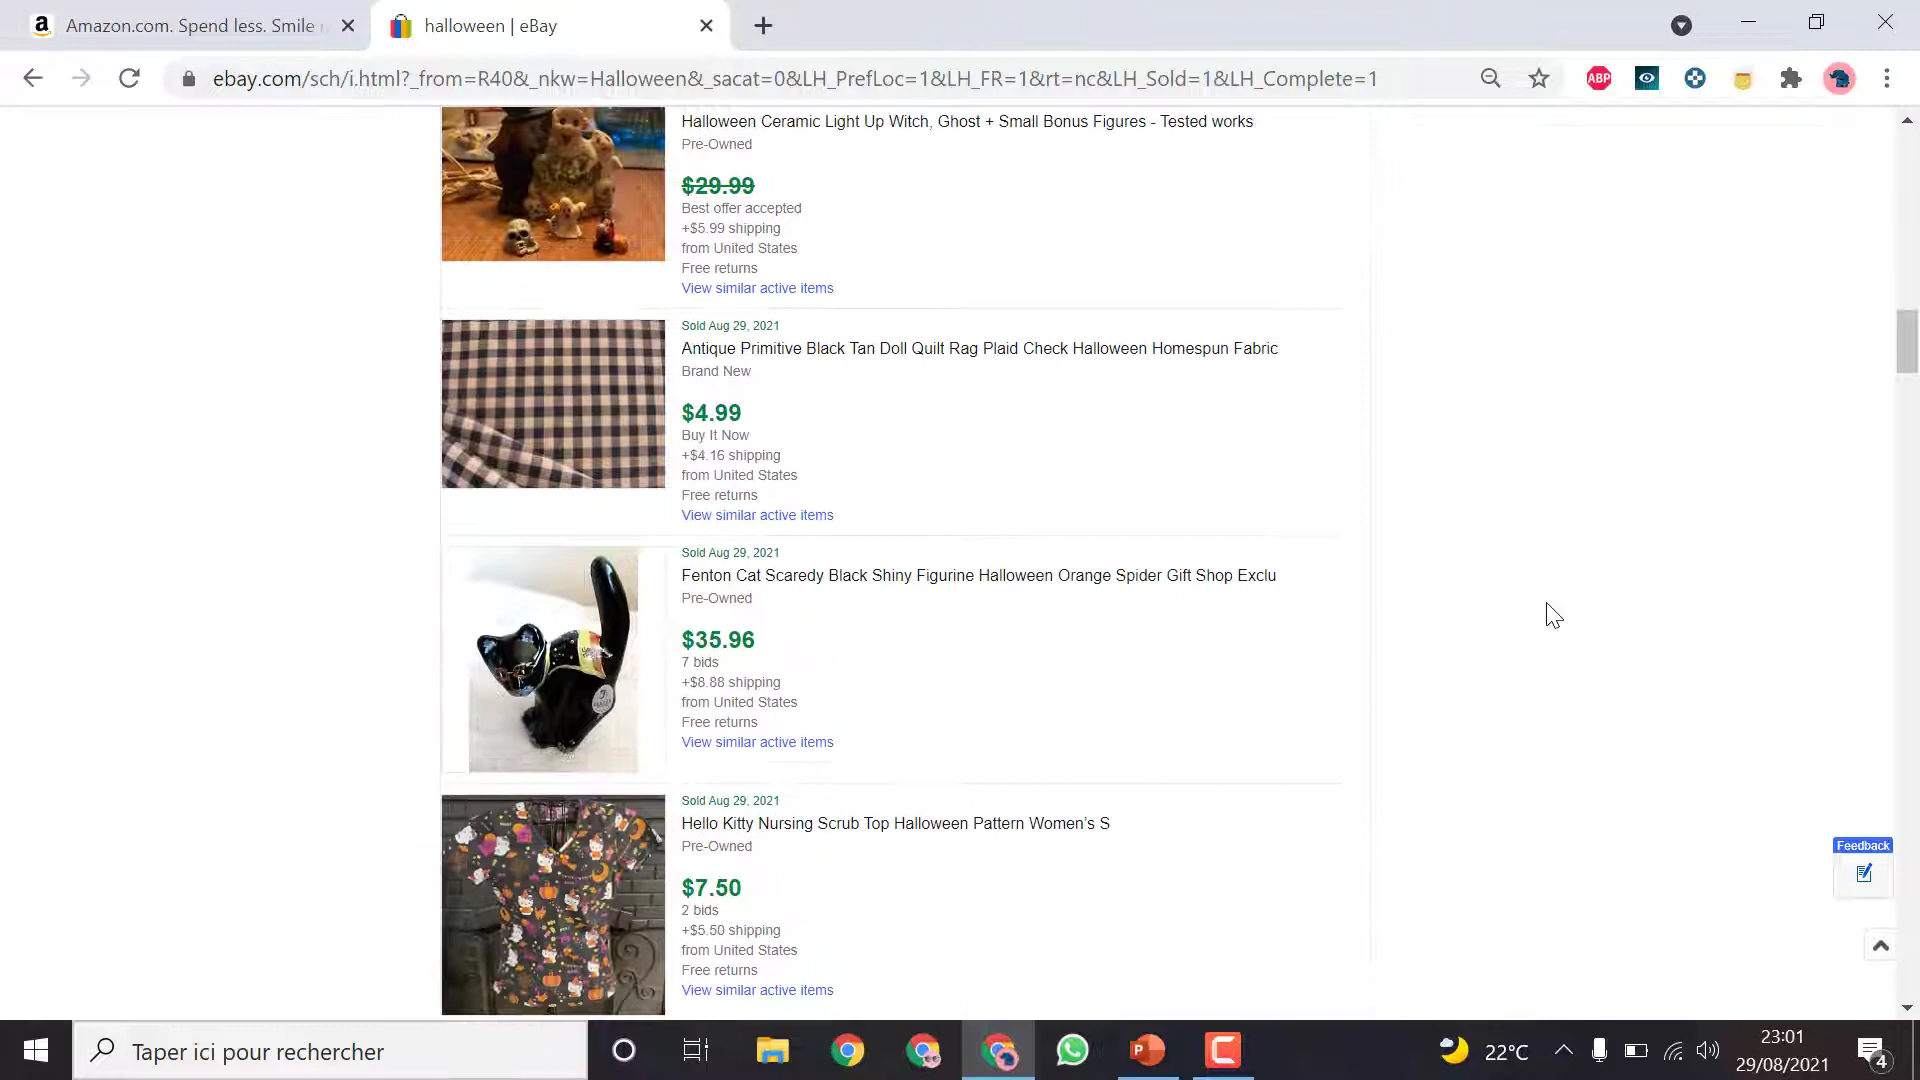 Amazon.com. Spend less. Smile
halloween | eBay
ebay.com/sch/i.html?_from=R40&_nkw=Halloween&_sacat=0&LH_PrefLoc=1&LH_FR=1&rt=nc&LH_Sold=1&LH_Complete=1
ABP
Halloween Ceramic Light Up Witch, Ghost + Small Bonus Figures - Tested works
Pre-Owned
$29.99
Best offer accepted
+$5.99 shipping
from United States
Free returns
View similar active items
Sold Aug 29, 2021
Antique Primitive Black Tan Doll Quilt Rag Plaid Check Halloween Homespun Fabric
Brand New
$4.99
Buy It Now
+$4.16 shipping
from United States
Free returns
View similar active items
Sold Aug 29, 2021
Fenton Cat Scaredy Black Shiny Figurine Halloween Orange Spider Gift Shop Exclu
Pre-Owned
$35.96
7 bids
+$8.88 shipping
from United States
Free returns
View similar active items
Sold Aug 29, 2021
Hello Kitty Nursing Scrub Top Halloween Pattern Women's S
Pre-Owned
$7.50
2 bids
+$5.50 shipping
from United States
Free returns
View similar active items
Feedback
Taper ici pour rechercher
22°C
23:01
29/08/2021
4